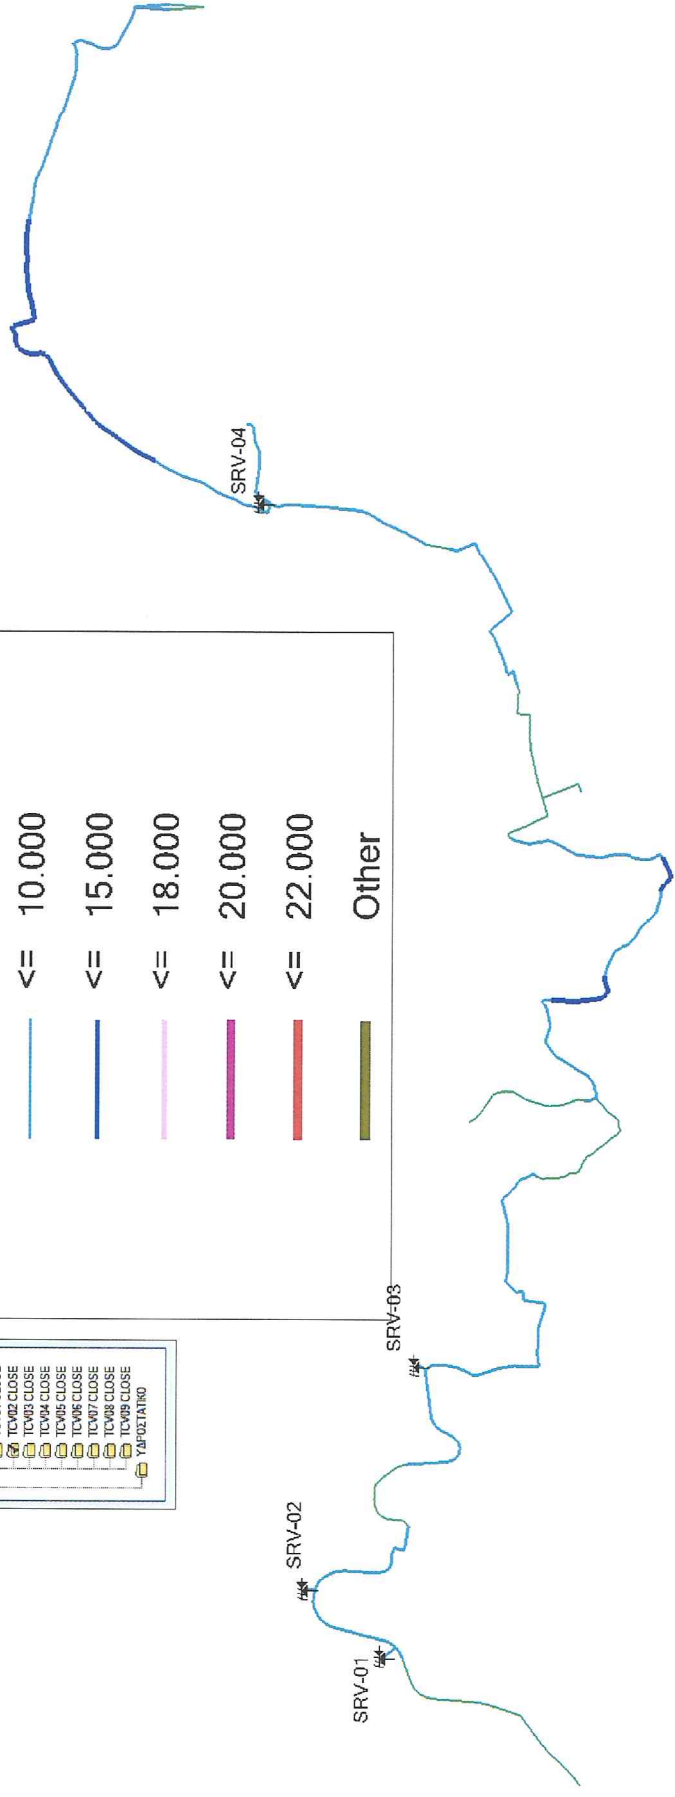 <= 10.000
<= 15.000
<= 18.000
<= 20.000
<= 22.000
Other
TCV02 CLOSE
TCV03 CLOSE
TCV04 CLOSE
TCV05 CLOSE
TCV06 CLOSE
TCV07 CLOSE
TCV08 CLOSE
TCV09 CLOSE
ΥΔΡΟΣΤΑΤΙΚΟ
SRV-01
SRV-02
SRV-03
SRV-04